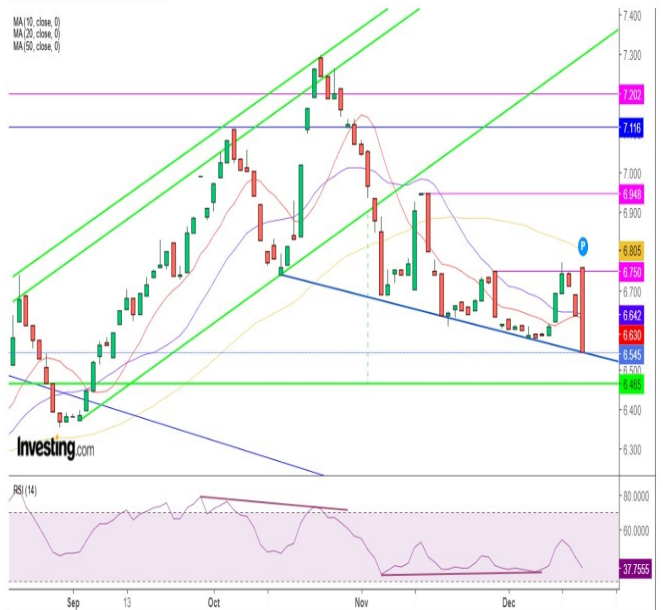 MA (10, close, 0)
MA (20, close, 0)
MA (50, close, 0)
7.400
7.300
7.202
7.116
7.000
6.948
6.900
P
6.805
6.750
6.700
6.642
6.630
6.545
6.500
6.465
6.400
6.300
Investing.com
RSI (14)
80.0000
60.0000
37.7555
Sep 13 Oct Nov Dec